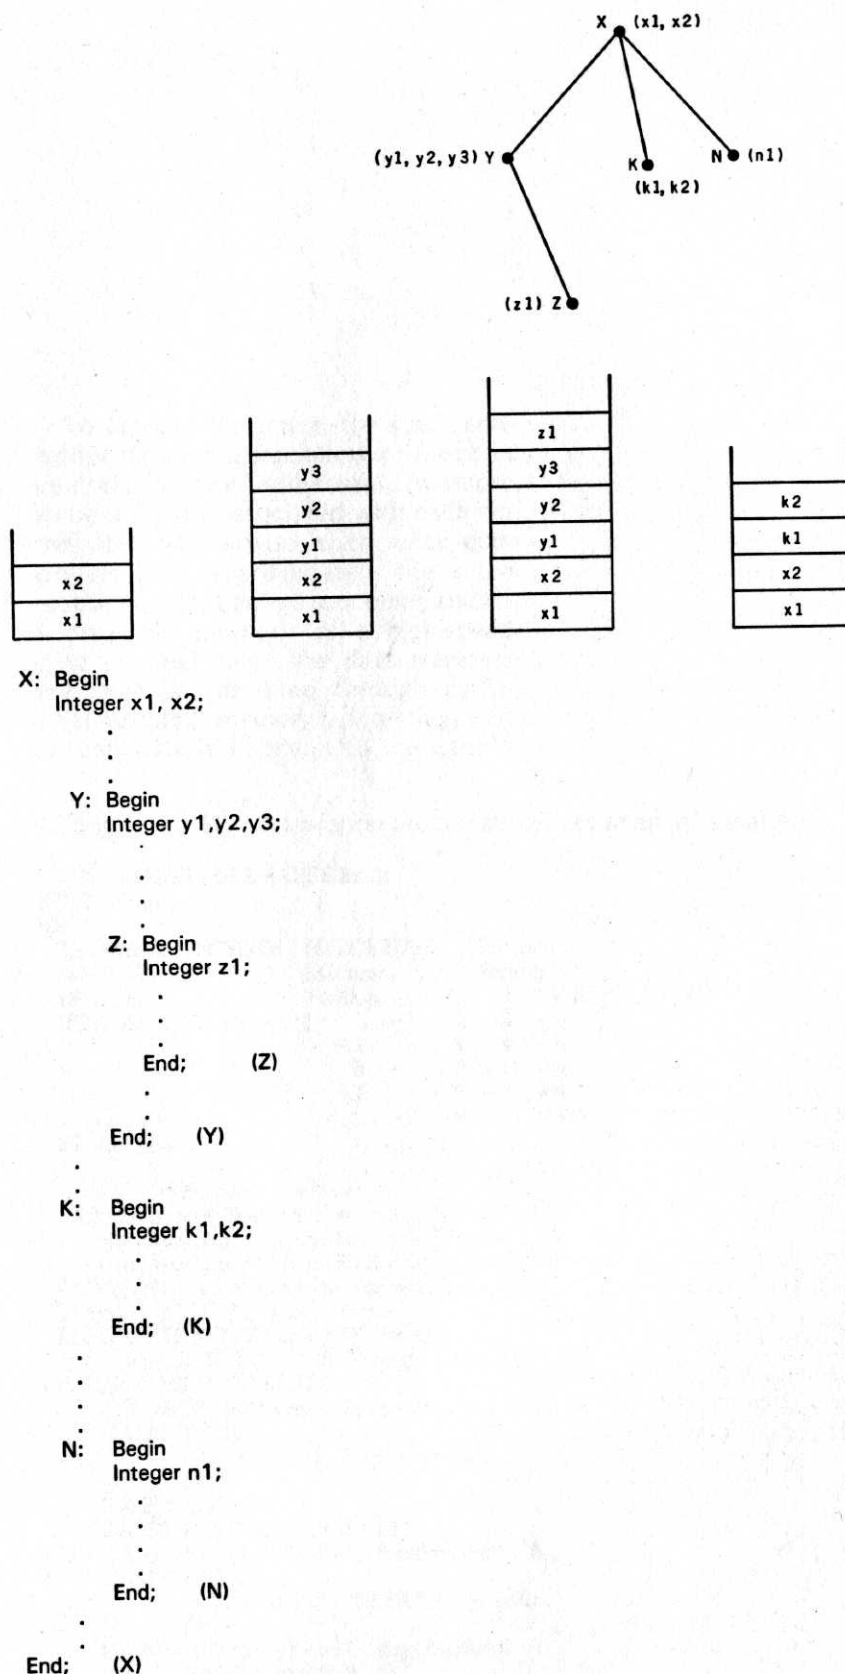 X (x1, x2)
(y1, y2, y3) Y
K
N (n1)
(k1, k2)
(z1) Z
x2
x1
y3
y2
y1
x2
x1
z1
y3
y2
y1
x2
x1
k2
k1
x2
x1
X: Begin
Integer x1, x2;
Y: Begin
Integer y1,y2,y3;
Z: Begin
Integer z1;
End; (Z)
End; (Y)
K: Begin
Integer k1,k2;
End; (K)
N: Begin
Integer n1;
End; (N)
End; (X)